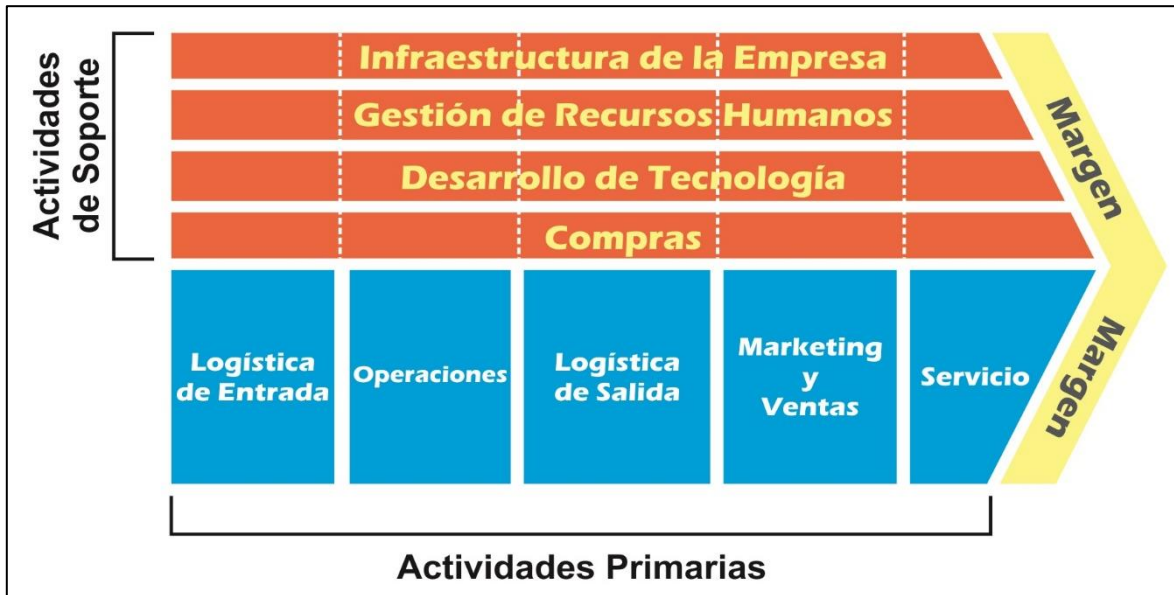 Actividades
de Soporte
Infraestructura de la Empresa
Gestión de Recursos Humanos
Desarrollo de Tecnología
Compras
Margen
Margen
Logística
de Entrada
Operaciones
Logística
de Salida
Marketing
y
Ventas
Servicio
Actividades Primarias